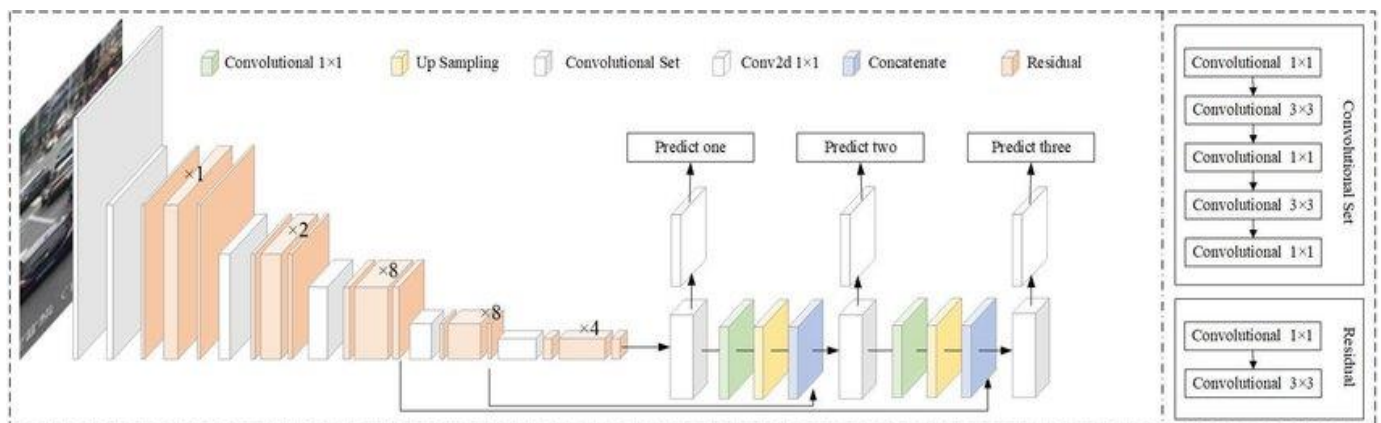 Convolutional 1×1
Up Sampling
Convolutional Set
Conv2d 1×1
Concatenate
Residual
×1
×2
×8
×8
×4
Predict one
Predict two
Predict three
Convolutional 1×1
Convolutional 3×3
Convolutional 1×1
Convolutional 3×3
Convolutional 1×1
Convolutional Set
Convolutional 1×1
Convolutional 3×3
Residual